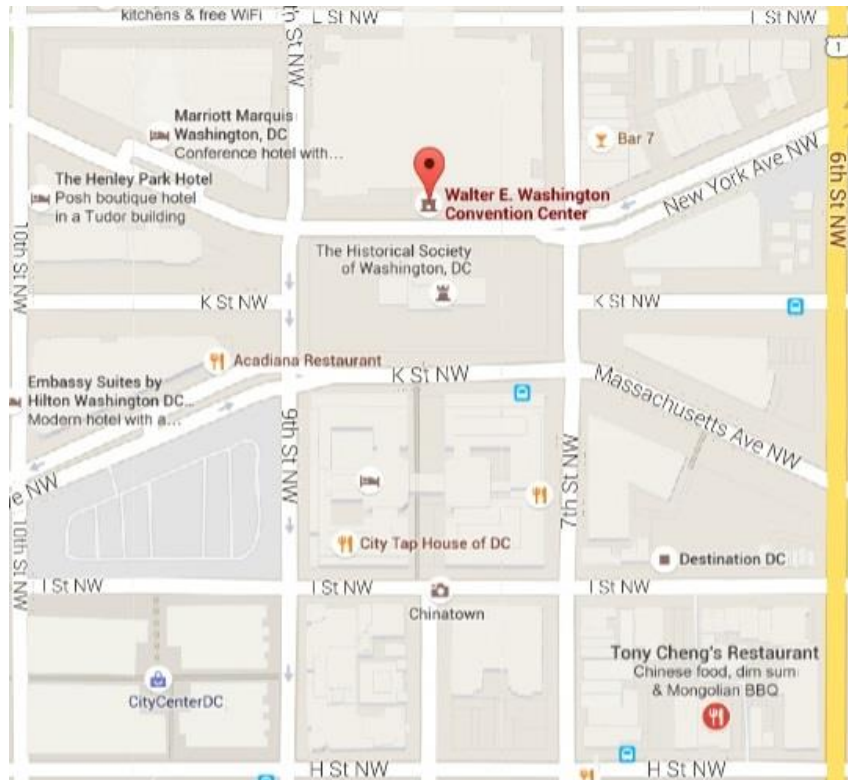 kitchens & free WiFi
L St NW
L St NW
1
9th St NW
Marriott Marquis
Washington, DC
Conference hotel with...
Bar 7
6th St NW
The Henley Park Hotel
Posh boutique hotel
in a Tudor building
Walter E. Washington
Convention Center
New York Ave NW
10th St NW
The Historical Society
of Washington, DC
K St NW
K St NW
Acadiana Restaurant
K St NW
Embassy Suites by
Hilton Washington DC...
Modern hotel with a...
Massachusetts Ave NW
9th St NW
7th St NW
e NW
City Tap House of DC
10th St NW
Destination DC
I St NW
I St NW
I St NW
Chinatown
Tony Cheng's Restaurant
Chinese food, dim sum
& Mongolian BBQ
CityCenterDC
H St NW
H St NW